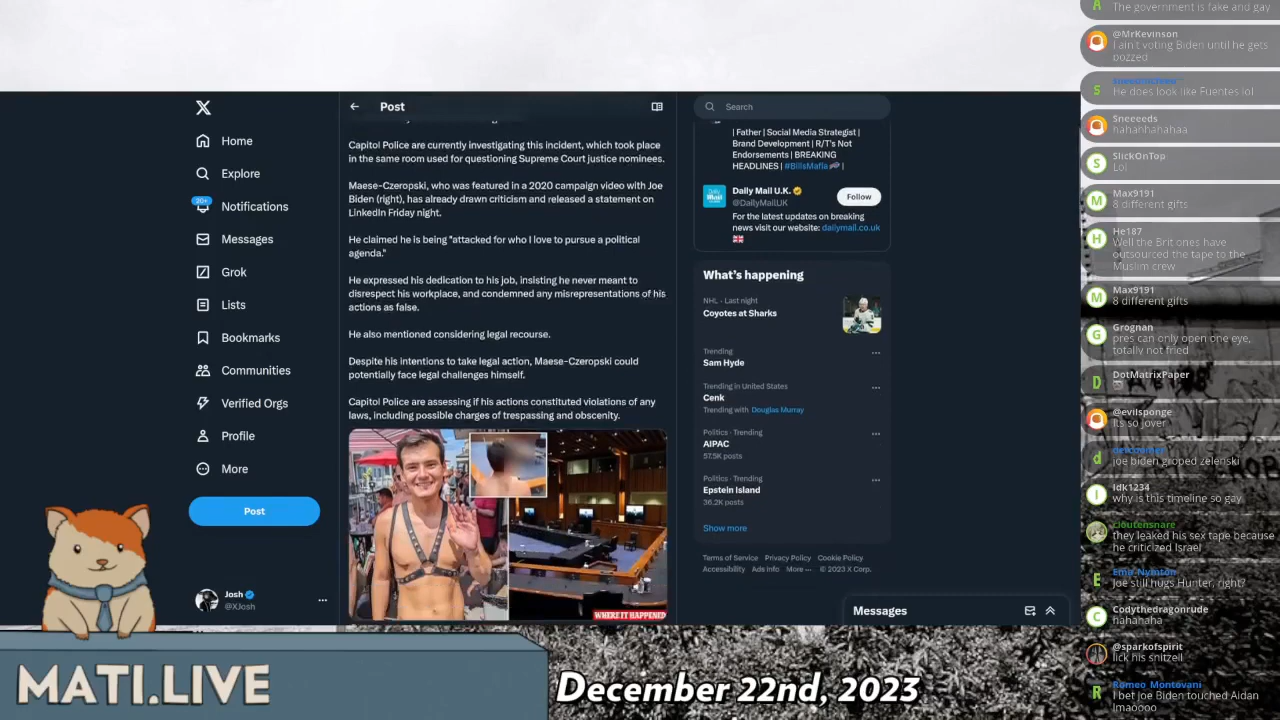 Post
Capitol Police are currently investigating this incident, which took place
in the same room used for questioning Supreme Court justice nominees.
Maese-Czeropski, who was featured in a 2020 campaign video with Joe
Biden (right), has already drawn criticism and released a statement on
LinkedIn Friday night.
He claimed he is being "attacked for who I love to pursue a political
agenda."
He expressed his dedication to his job, insisting he never meant to
disrespect his workplace, and condemned any misrepresentations of his
actions as false.
He also mentioned considering legal recourse.
Despite his intentions to take legal action, Maese-Czeropski could
potentially face legal challenges himself.
Capitol Police are assessing if his actions constituted violations of any
laws, including possible charges of trespassing and obscenity.
WHERE IT HAPPENED
Home
Explore
20+
Notifications
Messages
Grok
Lists
Bookmarks
Communities
Verified Orgs
Profile
More
Post
Josh
@XJosh
Search
| Father | Social Media Strategist |
Brand Development | R/T's Not
Endorsements | BREAKING
HEADLINES | #BillsMafia |
Daily Mail U.K.
@DailyMailUK
Follow
For the latest updates on breaking
news visit our website: dailymail.co.uk
What's happening
NHL · Last night
Coyotes at Sharks
Trending
Sam Hyde
Trending in United States
Cenk
Trending with Douglas Murray
Politics · Trending
AIPAC
57.5K posts
Politics · Trending
Epstein Island
36.2K posts
Show more
Terms of Service Privacy Policy Cookie Policy
Accessibility Ads info More ··· © 2023 X Corp.
Messages
The government is fake and gay
@MrKevinson
I ain't voting Biden until he gets
bozzed
He does look like Fuentes lol
Sneeeeds
hahanhahahaa
SlickOnTop
Lol
Max9191
8 different gifts
He187
Well the Brit ones have
outsourced the tape to the
Muslim crew
Max9191
8 different gifts
Grognan
pres can only open one eye,
totally not fried
DotMatrixPaper
@evilsponge
Its so jover
joe biden groped zelenski
Idk1234
why is this timeline so gay
cloutensnare
they leaked his sex tape because
he criticized Israel
Joe still hugs Hunter, right?
Codythedragonrude
hahahaha
@sparkofspirit
lick his snitzell
Romeo_Montovani
I bet Joe Biden touched Aidan
lmaoooo
MATI.LIVE
December 22nd, 2023